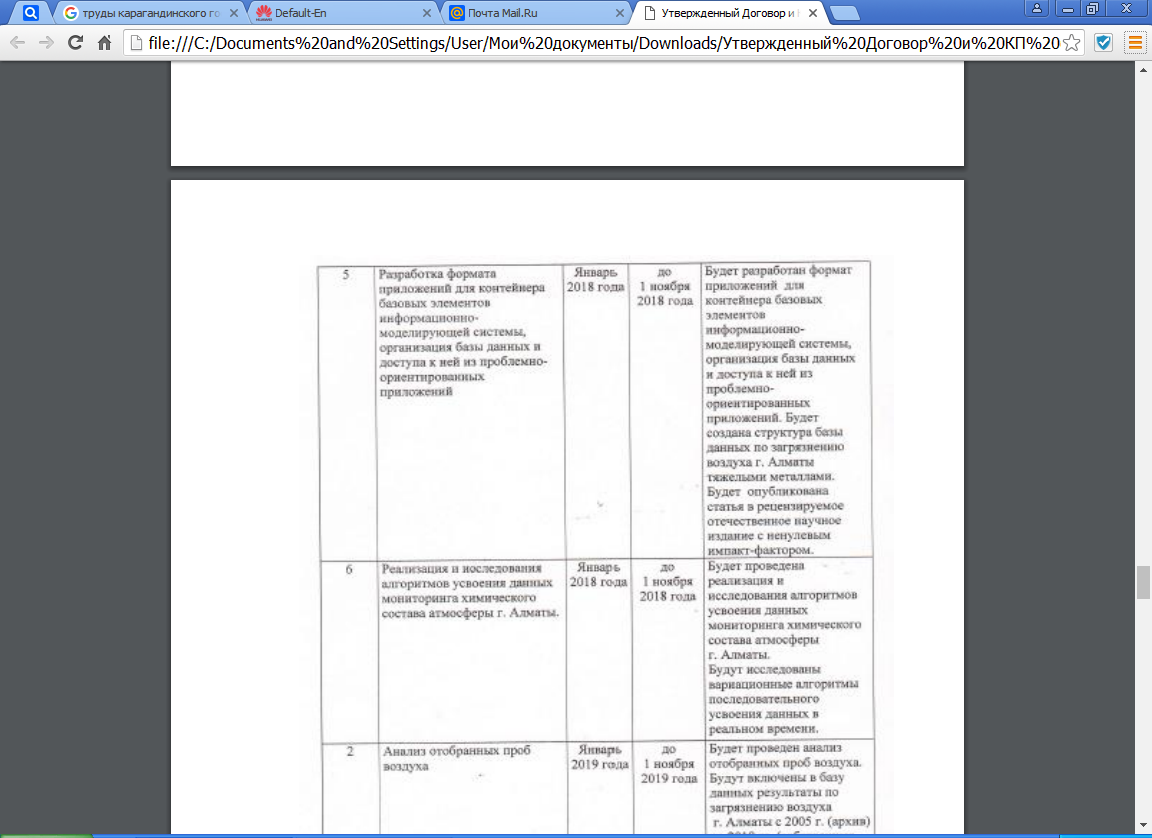 труды карагандинского го
Default-En
Почта Mail.Ru
Утвержденный Договор и
file:///C:/Documents%20and%20Settings/User/Мои%20документы/Downloads/Утвержденный%20Договор%20и%20КП%20
5
Разработка формата
приложений для контейнера
базовых элементов
информационно-
моделирующей системы,
организация базы данных и
доступа к ней из проблемно-
ориентированных
приложений
Январь
2018 года
до
1 ноября
2018 года
Будет разработан формат
приложений для
контейнера базовых
элементов
информационно-
моделирующей системы,
организация базы данных
и доступа к ней из
проблемно-
ориентированных
приложений. Будет
создана структура базы
данных по загрязнению
воздуха г. Алматы
тяжелыми металлами.
Будет опубликована
статья в рецензируемое
отечественное научное
издание с ненулевым
импакт-фактором.
6
Реализация и исследования
алгоритмов усвоения данных
мониторинга химического
состава атмосферы г. Алматы.
Январь
2018 года
до
1 ноября
2018 года
Будет проведена
реализация и
исследования алгоритмов
усвоения данных
мониторинга химического
состава атмосферы
г. Алматы.
Будут исследованы
вариационные алгоритмы
последовательного
усвоения данных в
реальном времени.
2
Анализ отобранных проб
воздуха
Январь
2019 года
до
1 ноября
2019 года
Будет проведен анализ
отобранных проб воздуха.
Будут включены в базу
данных результаты по
загрязнению воздуха
г. Алматы с 2005 г. (архив)